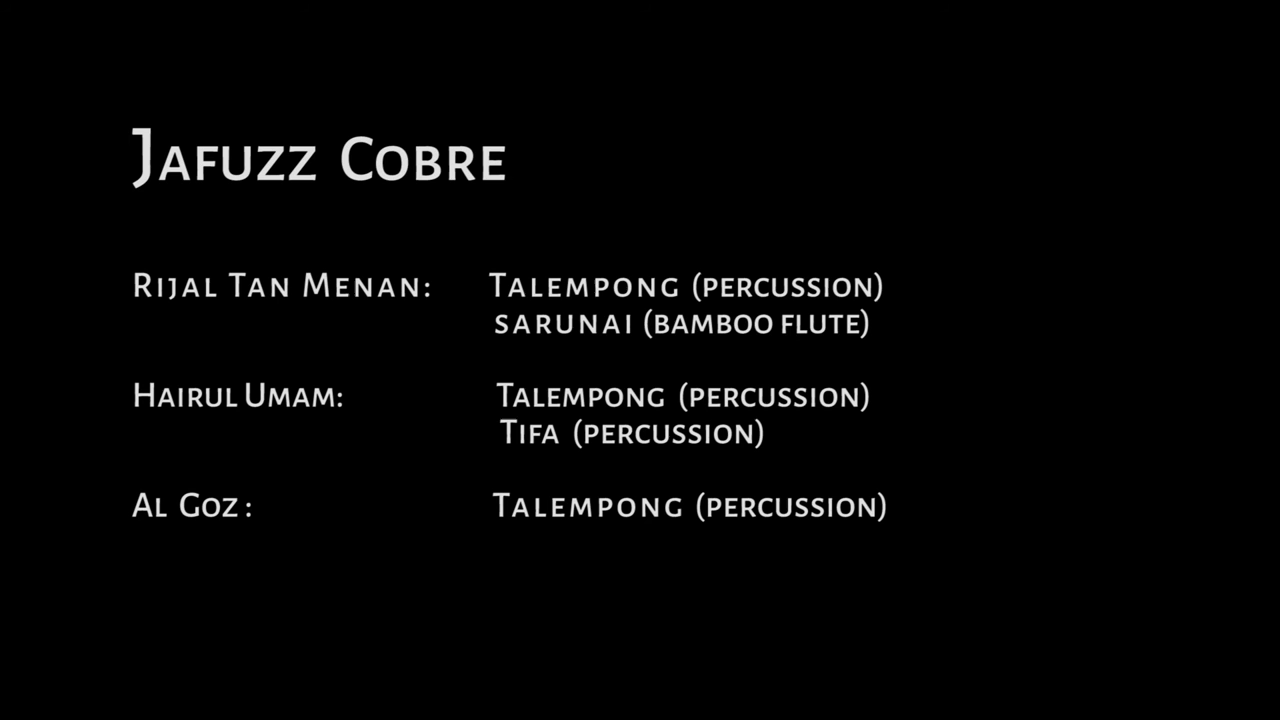 Jafuzz Cobre
Rijal Tan Menan: Talempong (percussion)
sarunai (bamboo flute)
Hairul Umam: Talempong (percussion)
Tifa (percussion)
Al Goz : Talempong (percussion)